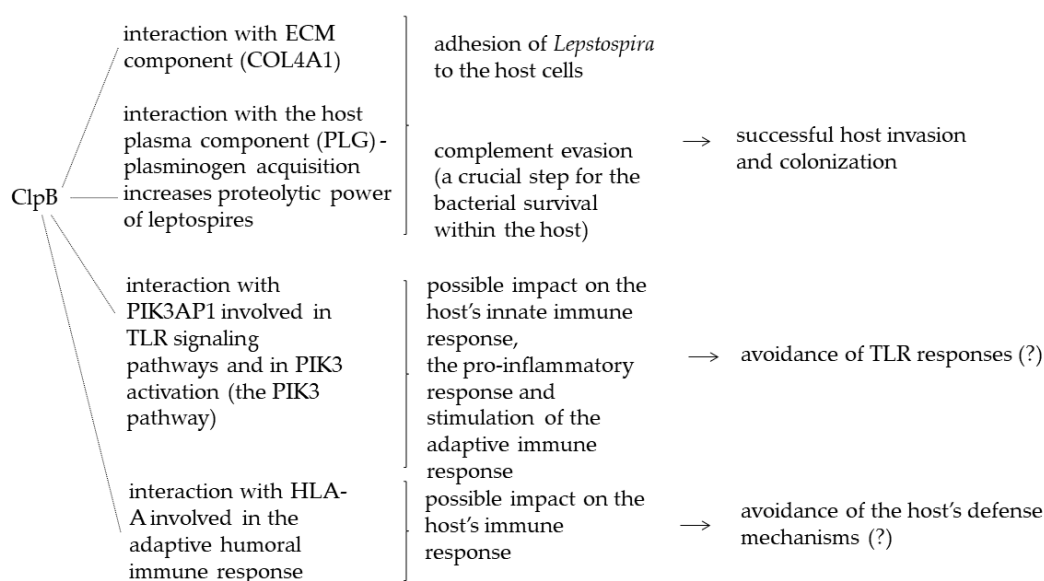 ClpB
interaction with ECM
component (COL4A1)
interaction with the host
plasma component (PLG) -
plasminogen acquisition
increases proteolytic power
of leptospires
adhesion of Lepstospira
to the host cells
complement evasion
(a crucial step for the
bacterial survival
within the host)
→ successful host invasion
and colonization
interaction with
PIK3AP1 involved in
TLR signaling
pathways and in PIK3
activation (the PIK3
pathway)
possible impact on the
host's innate immune
response,
the pro-inflammatory
response and
stimulation of the
adaptive immune
response
→ avoidance of TLR responses (?)
interaction with HLA-
A involved in the
adaptive humoral
immune response
possible impact on the
host's immune
response
→ avoidance of the host's defense
mechanisms (?)